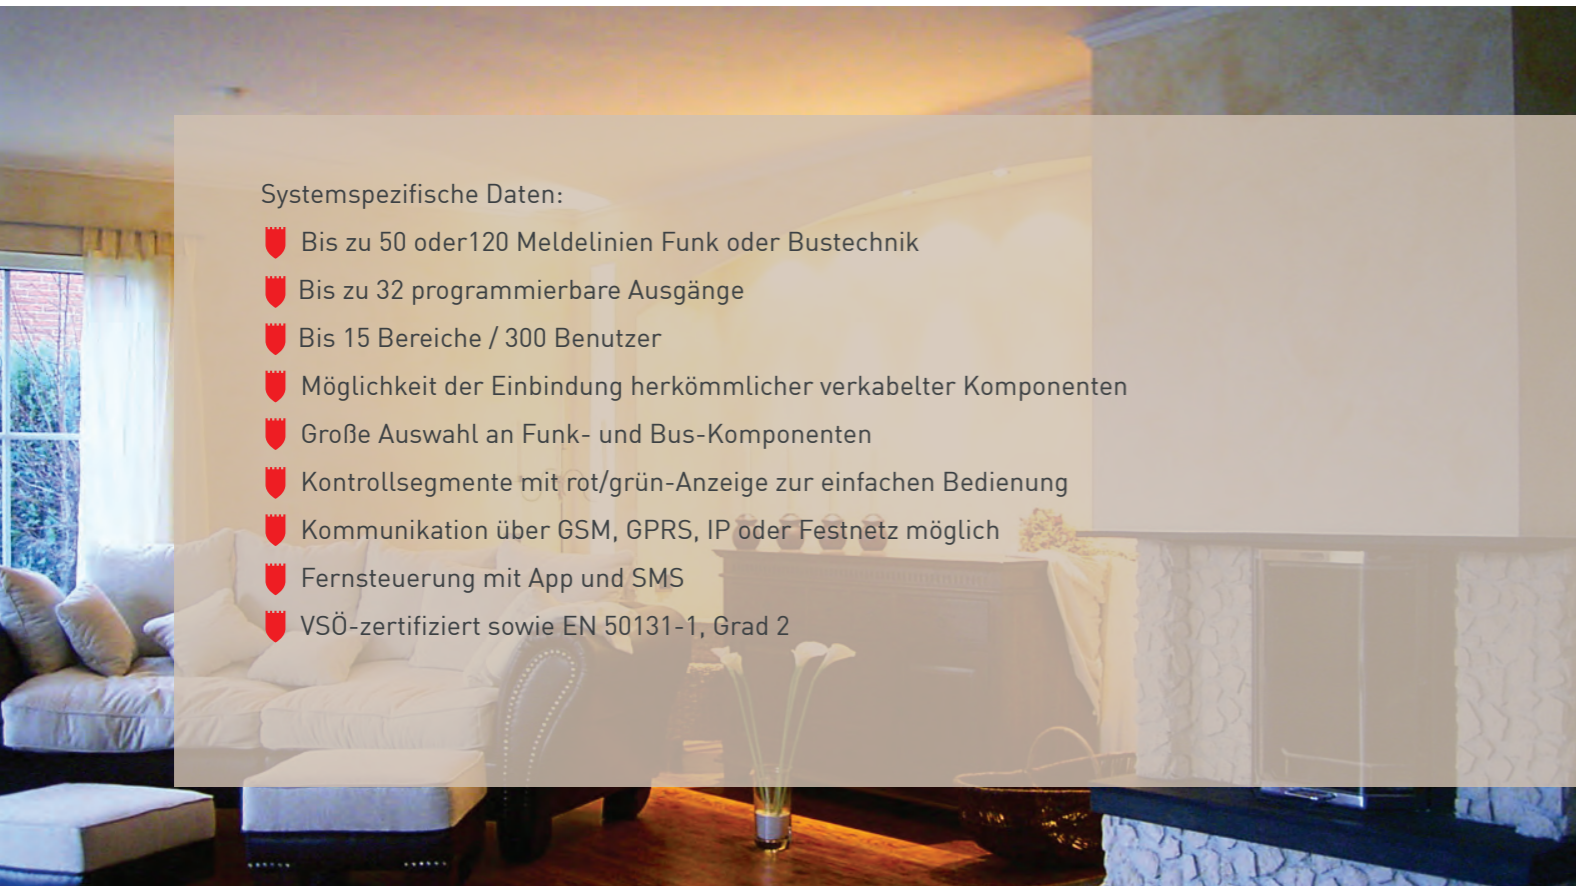 Systemspezifische Daten:
Bis zu 50 oder120 Meldelinien Funk oder Bustechnik
Bis zu 32 programmierbare Ausgänge
Bis 15 Bereiche / 300 Benutzer
Möglichkeit der Einbindung herkömmlicher verkabelter Komponenten
Große Auswahl an Funk- und Bus-Komponenten
Kontrollsegmente mit rot/grün-Anzeige zur einfachen Bedienung
Kommunikation über GSM, GPRS, IP oder Festnetz möglich
Fernsteuerung mit App und SMS
VSÖ-zertifiziert sowie EN 50131-1, Grad 2